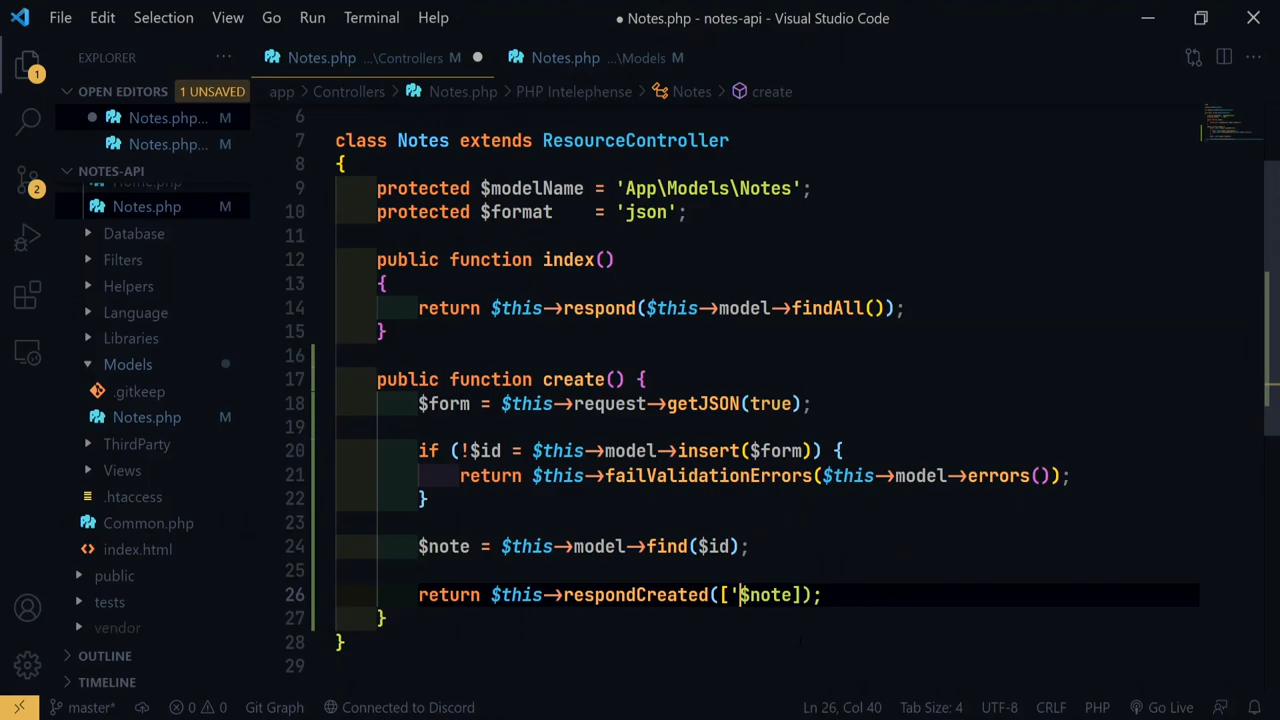 File Edit Selection View Go Run Terminal Help
● Notes.php - notes-api - Visual Studio Code
EXPLORER ···
Notes.php ...\Controllers M ●
Notes.php ...\Models M
1
OPEN EDITORS 1 UNSAVED
app > Controllers > Notes.php > PHP Intelephense > Notes > create
● Notes.php... M
Notes.php... M
NOTES-API
2
Home.php
Notes.php M
Database
Filters
Helpers
Language
Libraries
Models
.gitkeep
Notes.php M
ThirdParty
Views
.htaccess
Common.php
index.html
public
tests
vendor
OUTLINE
TIMELINE
6
7 class Notes extends ResourceController
8 {
9 protected $modelName = 'App\Models\Notes';
10 protected $format    = 'json';
11
12 public function index()
13 {
14 return $this->respond($this->model->findAll());
15 }
16
17 public function create() {
18 $form = $this->request->getJSON(true);
19
20 if (!$id = $this->model->insert($form)) {
21 return $this->failValidationErrors($this->model->errors());
22 }
23
24 $note = $this->model->find($id);
25
26 return $this->respondCreated(['$note]);
27 }
28 }
29
master* 0 0 Git Graph Connected to Discord Ln 26, Col 40 Tab Size: 4 UTF-8 CRLF PHP Go Live